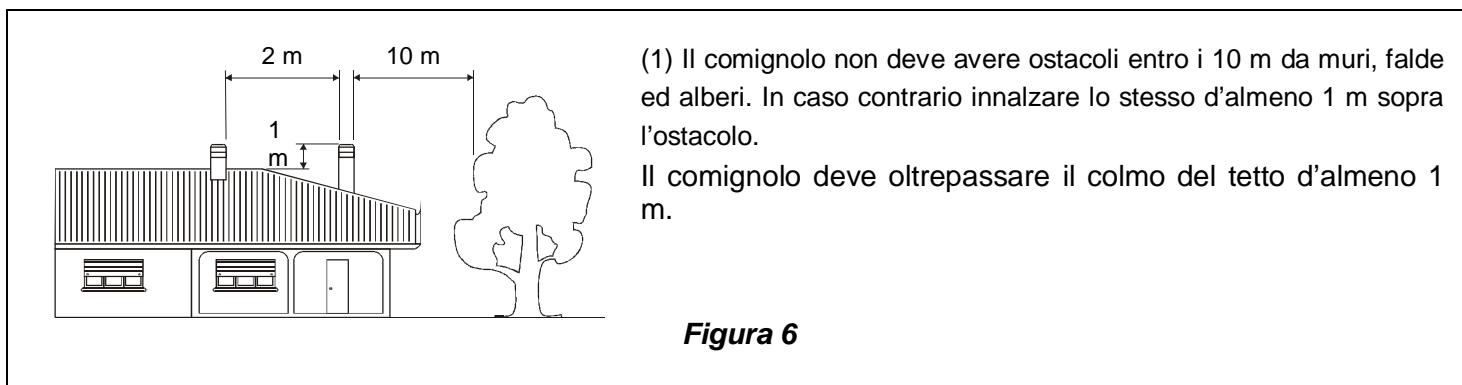 2 m
10 m
1
m
(1) Il comignolo non deve avere ostacoli entro i 10 m da muri, falde
ed alberi. In caso contrario innalzare lo stesso d’almeno 1 m sopra
l’ostacolo.
Il comignolo deve oltrepassare il colmo del tetto d’almeno 1
m.
Figura 6